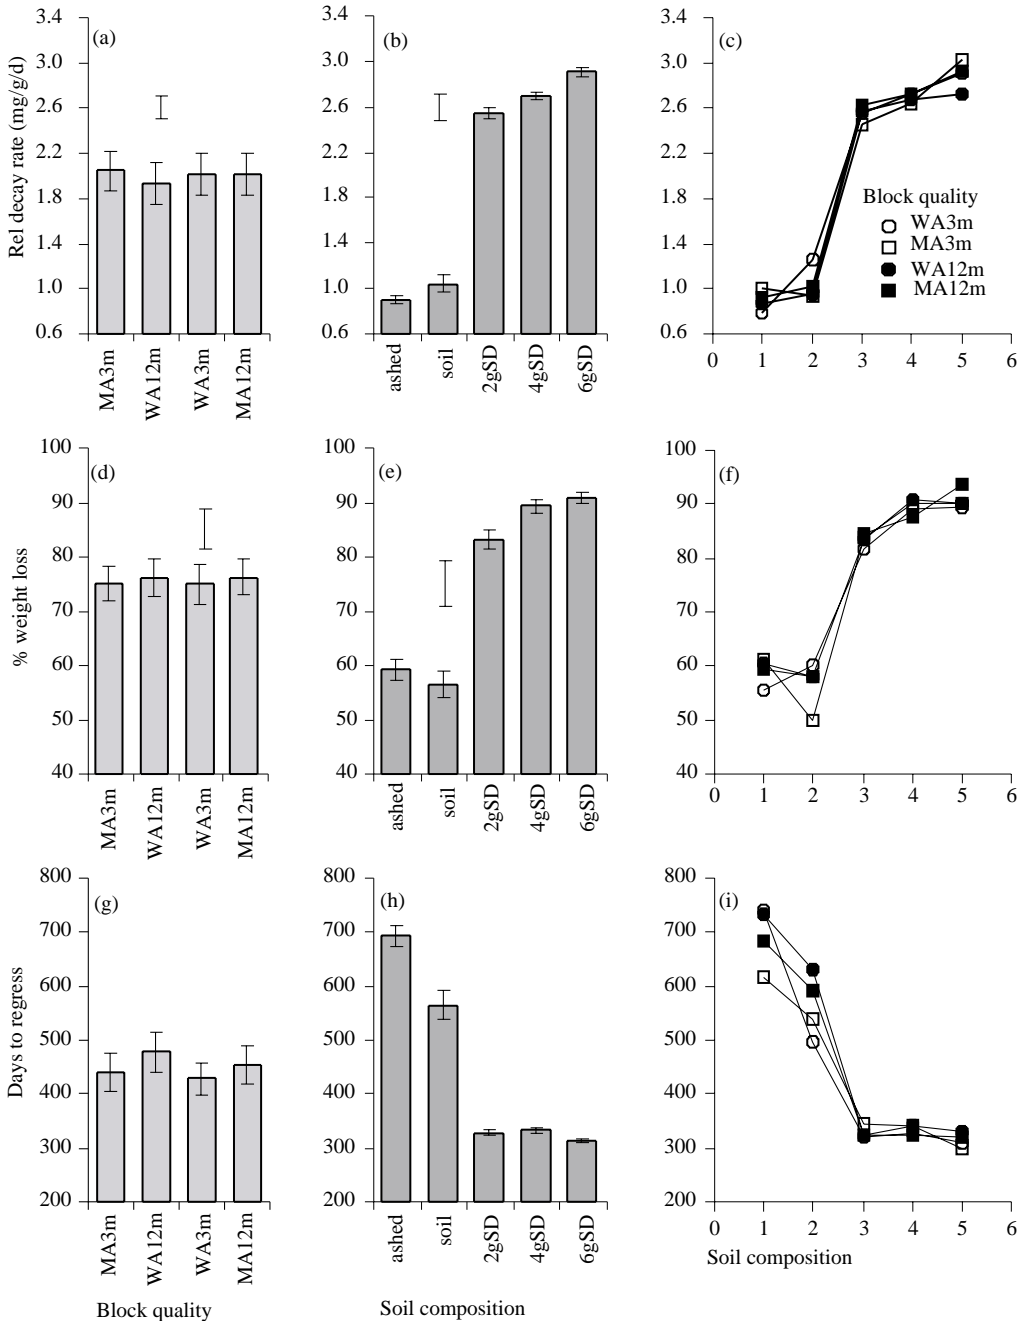 3.4
3.0
2.6
2.2
1.8
1.4
1.0
0.6
Rel decay rate (mg/g/d)
(a)
MA3m
WA12m
WA3m
MA12m
3.4
3.0
2.6
2.2
1.8
1.4
1.0
0.6
(b)
ashed
soil
2gSD
4gSD
6gSD
3.4
3.0
2.6
2.2
1.8
1.4
1.0
0.6
(c)
Block quality
WA3m
MA3m
WA12m
MA12m
0 1 2 3 4 5 6
100
90
80
70
60
50
40
% weight loss
(d)
MA3m
WA12m
WA3m
MA12m
100
90
80
70
60
50
40
(e)
ashed
soil
2gSD
4gSD
6gSD
100
90
80
70
60
50
40
(f)
0 1 2 3 4 5 6
800
700
600
500
400
300
200
Days to regress
(g)
MA3m
WA12m
WA3m
MA12m
Block quality
800
700
600
500
400
300
200
(h)
ashed
soil
2gSD
4gSD
6gSD
Soil composition
800
700
600
500
400
300
200
(i)
0 1 2 3 4 5 6
Soil composition